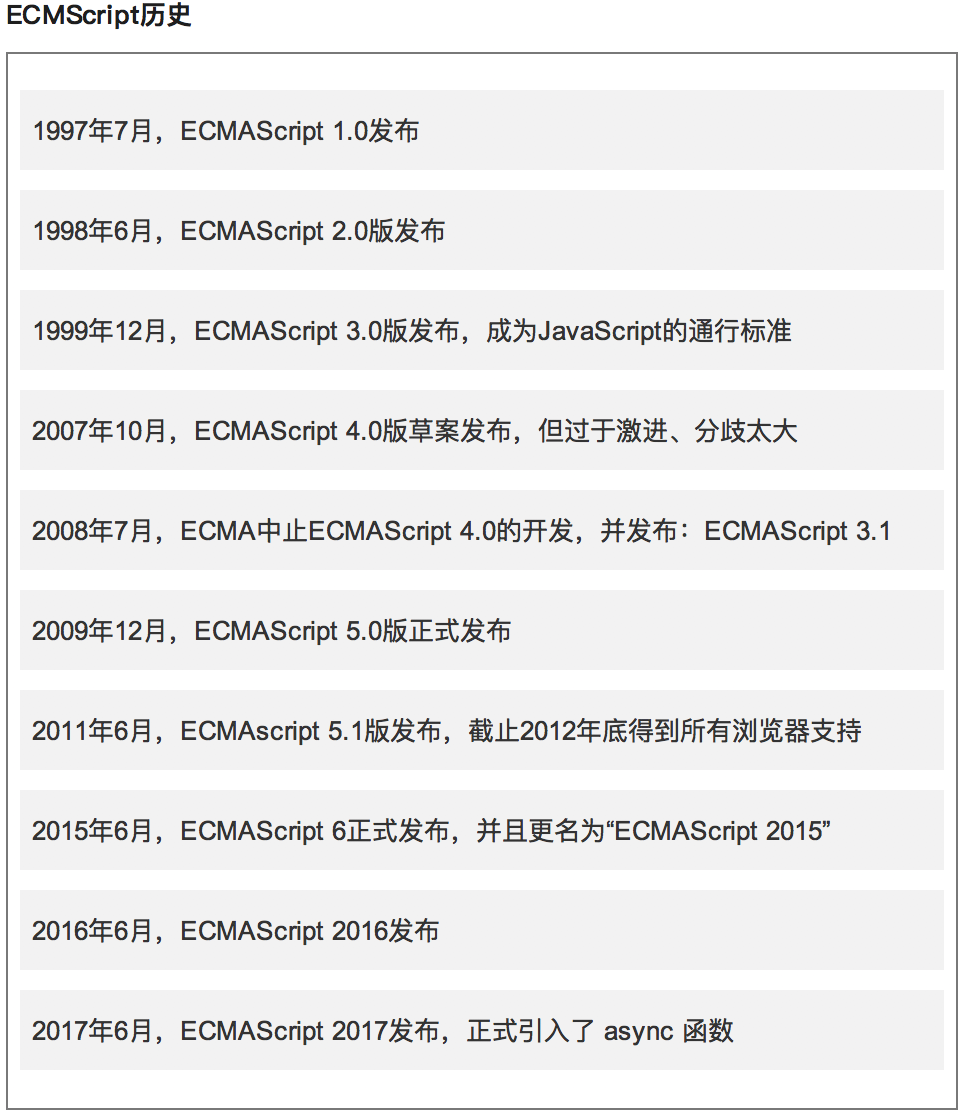 ECMScript历史
1997年7月，ECMAScript 1.0发布
1998年6月，ECMAScript 2.0版发布
1999年12月，ECMAScript 3.0版发布，成为JavaScript的通行标准
2007年10月，ECMAScript 4.0版草案发布，但过于激进、分歧太大
2008年7月，ECMA中止ECMAScript 4.0的开发，并发布：ECMAScript 3.1
2009年12月，ECMAScript 5.0版正式发布
2011年6月，ECMAscript 5.1版发布，截止2012年底得到所有浏览器支持
2015年6月，ECMAScript 6正式发布，并且更名为“ECMAScript 2015”
2016年6月，ECMAScript 2016发布
2017年6月，ECMAScript 2017发布，正式引入了 async 函数